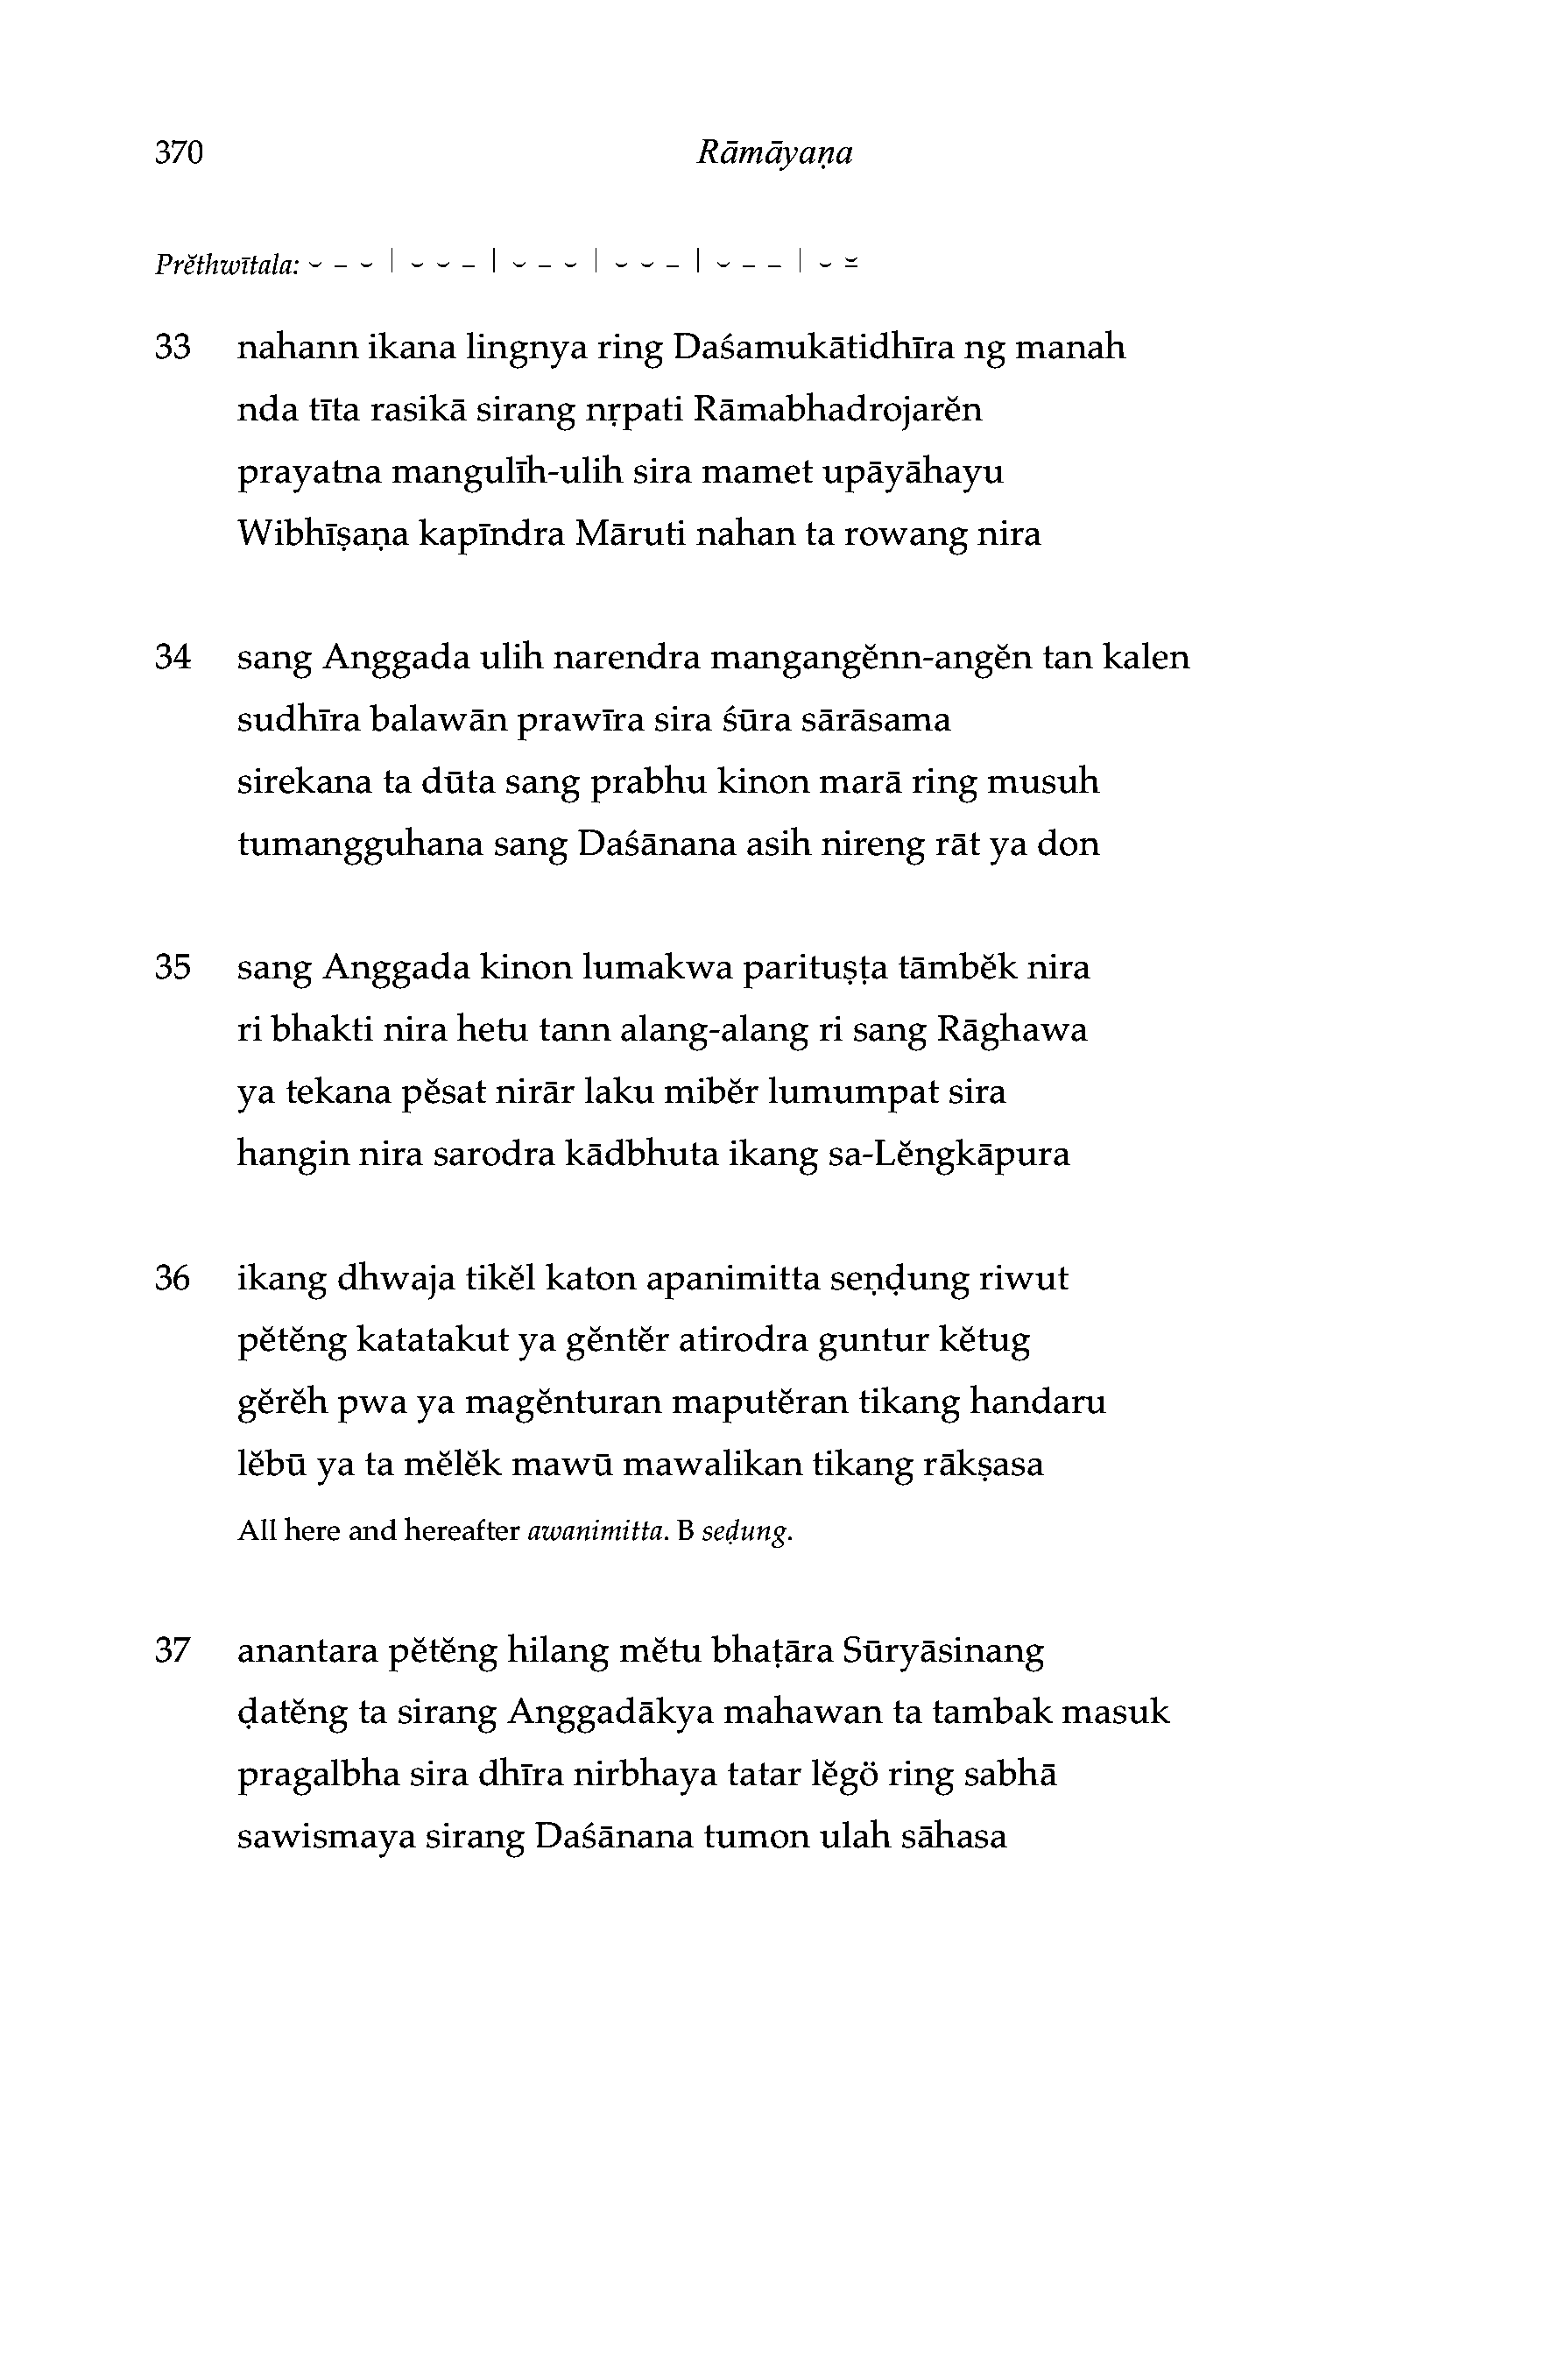 370 Rāmāyaṇa
Prĕthwītala: ⏑ – ⏑ | ⏑ ⏑ – | ⏑ – ⏑ | ⏑ ⏑ – | ⏑ – – | ⏑ ⏓
33 nahann ikana lingnya ring Daśamukātidhīra ng manah
nda tīta rasikā sirang nṛpati Rāmabhadrojarĕn
prayatna mangulīh-ulih sira mamet upāyāhayu
Wibhīṣaṇa kapīndra Māruti nahan ta rowang nira
34 sang Anggada ulih narendra mangangĕnn-angĕn tan kalen
sudhīra balawān prawīra sira śūra sārāsama
sirekana ta dūta sang prabhu kinon marā ring musuh
tumangguhana sang Daśānana asih nireng rāt ya don
35 sang Anggada kinon lumakwa parituṣṭa tāmbĕk nira
ri bhakti nira hetu tann alang-alang ri sang Rāghawa
ya tekana pĕsat nirār laku mibĕr lumumpat sira
hangin nira sarodra kādbhuta ikang sa-Lĕngkāpura
36 ikang dhwaja tikĕl katon apanimitta seṇḍung riwut
pĕtĕng katatakut ya gĕntĕr atirodra guntur kĕtug
gĕrĕh pwa ya magĕnturan maputĕran tikang handaru
lĕbū ya ta mĕlĕk mawū mawalikan tikang rākṣasa
All here and hereafter awanimitta. B seḍung.
37 anantara pĕtĕng hilang mĕtu bhaṭāra Sūryāsinang
ḍatĕng ta sirang Anggadākya mahawan ta tambak masuk
pragalbha sira dhīra nirbhaya tatar lĕgö ring sabhā
sawismaya sirang Daśānana tumon ulah sāhasa